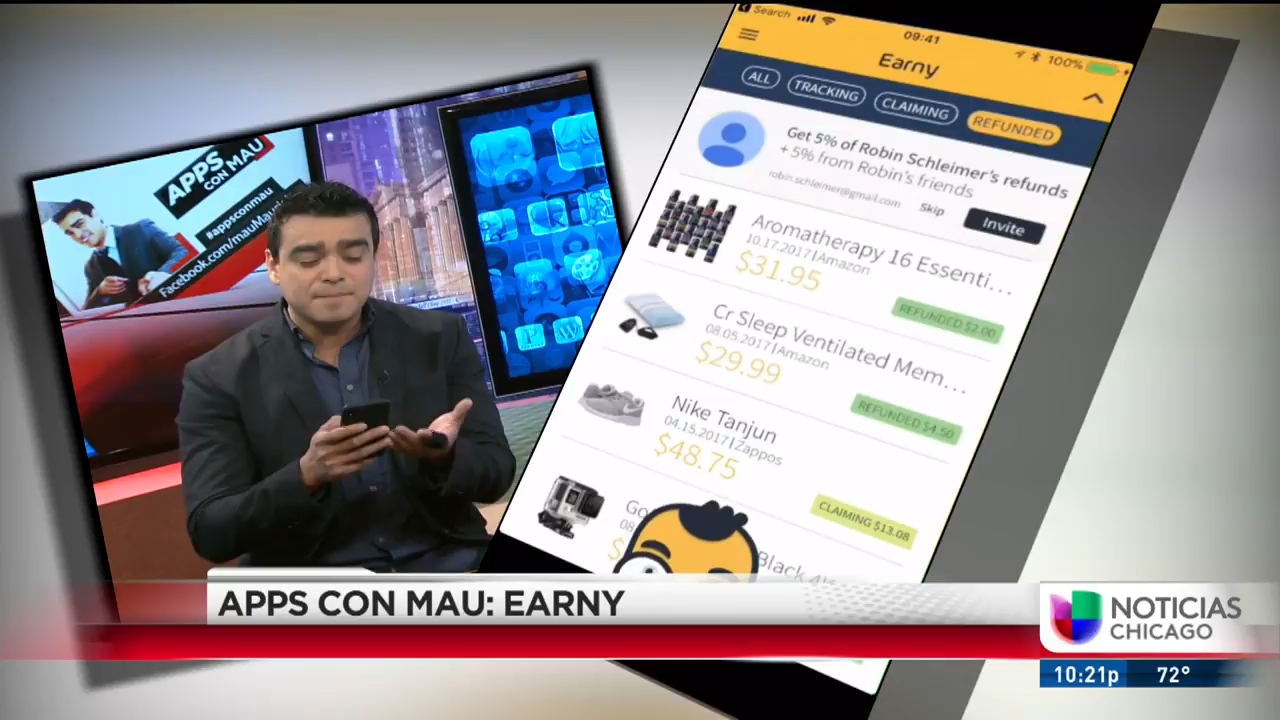 APPS
CON MAU
#appsconmau
Search
09:41
100%
Earny
ALL
TRACKING
CLAIMING
REFUNDED
Get 5% of Robin Schleimer's refunds
+ 5% from Robin's friends
robin.schleimer@gmail.com
Skip
Invite
Aromatherapy 16 Essenti...
10.17.2017|Amazon
$31.95
REFUNDED $2.00
Cr Sleep Ventilated Mem...
08.05.2017|Amazon
$29.99
REFUNDED $4.50
Nike Tanjun
04.15.2017|Zappos
$48.75
CLAIMING $13.08
Black
APPS CON MAU: EARNY
NOTICIAS
CHICAGO
10:21p 72°